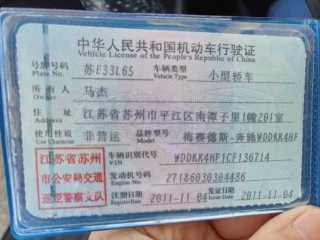 中华人民共和国机动车行驶证
Vehicle License of the People's Republic of China
号牌号码 苏E33L65 车辆类型 小型轿车
Plate No. Vehicle Type
所有人 马杰
Owner
住址 江苏省苏州市平江区南潭子里1幢201室
Address
使用性质 非营运 品牌型号 梅赛德斯-奔驰WDDKK4HF
Use Character Model
江苏省苏州
市公安局交通
巡逻警察支队
车辆识别代号 WDDKK4HF1CF136714
VIN
发动机号码 27186030304486
Engine No.
注册日期 2011-11-04 发证日期 2011-11-04
Register Date Issue Date